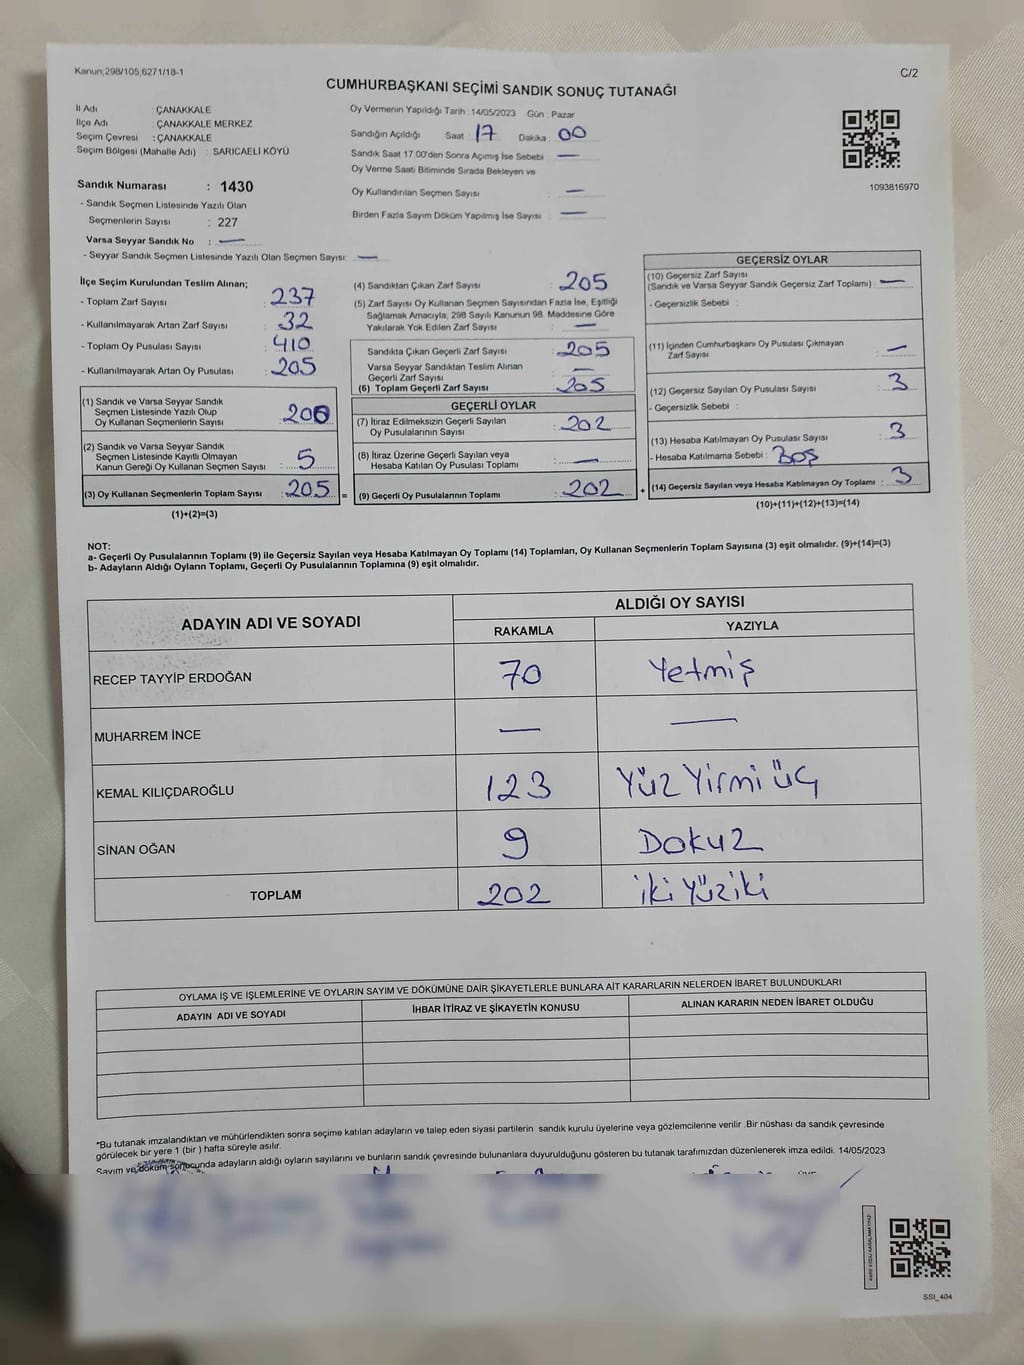 Kanun,298/105,6271/18-1
C/2
CUMHURBAŞKANI SEÇİMİ SANDIK SONUÇ TUTANAĞI
İl Adı : ÇANAKKALE
İlçe Adı : ÇANAKKALE MERKEZ
Seçim Çevresi : ÇANAKKALE
Seçim Bölgesi (Mahalle Adı) : SARICAELİ KÖYÜ
Sandık Numarası : 1430
- Sandık Seçmen Listesinde Yazılı Olan
Seçmenlerin Sayısı : 227
Varsa Seyyar Sandık No : —
- Seyyar Sandık Seçmen Listesinde Yazılı Olan Seçmen Sayısı: —
Oy Vermenin Yapıldığı Tarih : 14/05/2023 Gün : Pazar
Sandığın Açıldığı Saat : 17 Dakika : 00
Sandık Saat 17:00'den Sonra Açımış İse Sebebi : —
Oy Verme Saati Bitiminde Sırada Bekleyen ve
Oy Kullandırılan Seçmen Sayısı : —
Birden Fazla Sayım Döküm Yapılmış İse Sayısı : —
1093816970
İlçe Seçim Kurulundan Teslim Alınan;
- Toplam Zarf Sayısı : 237
- Kullanılmayarak Artan Zarf Sayısı : 32
- Toplam Oy Pusulası Sayısı : 410
- Kullanılmayarak Artan Oy Pusulası : 205
(1) Sandık ve Varsa Seyyar Sandık
Seçmen Listesinde Yazılı Olup
Oy Kullanan Seçmenlerin Sayısı : 200
(2) Sandık ve Varsa Seyyar Sandık
Seçmen Listesinde Kayıtlı Olmayan
Kanun Gereği Oy Kullanan Seçmen Sayısı : 5
(3) Oy Kullanan Seçmenlerin Toplam Sayısı : 205 =
(1)+(2)=(3)
(4) Sandıktan Çıkan Zarf Sayısı : 205
(5) Zarf Sayısı Oy Kullanan Seçmen Sayısından Fazla İse, Eşitliği
Sağlamak Amacıyla; 298 Sayılı Kanunun 98. Maddesine Göre
Yakılarak Yok Edilen Zarf Sayısı : —
Sandıkta Çıkan Geçerli Zarf Sayısı : 205
Varsa Seyyar Sandıktan Teslim Alınan
Geçerli Zarf Sayısı : —
(6) Toplam Geçerli Zarf Sayısı : 205
GEÇERLİ OYLAR
(7) İtiraz Edilmeksizin Geçerli Sayılan
Oy Pusulalarının Sayısı : 202
(8) İtiraz Üzerine Geçerli Sayılan veya
Hesaba Katılan Oy Pusulası Toplamı : —
(9) Geçerli Oy Pusulalarının Toplamı : 202 +
GEÇERSİZ OYLAR
(10) Geçersiz Zarf Sayısı
(Sandık ve Varsa Seyyar Sandık Geçersiz Zarf Toplamı) : —
- Geçersizlik Sebebi :
(11) İçinden Cumhurbaşkanı Oy Pusulası Çıkmayan
Zarf Sayısı : —
(12) Geçersiz Sayılan Oy Pusulası Sayısı : 3
- Geçersizlik Sebebi :
(13) Hesaba Katılmayan Oy Pusulası Sayısı : 3
- Hesaba Katılmama Sebebi : Boş
(14) Geçersiz Sayılan veya Hesaba Katılmayan Oy Toplamı : 3
(10)+(11)+(12)+(13)=(14)
NOT:
a- Geçerli Oy Pusulalarının Toplamı (9) ile Geçersiz Sayılan veya Hesaba Katılmayan Oy Toplamı (14) Toplamları, Oy Kullanan Seçmenlerin Toplam Sayısına (3) eşit olmalıdır. (9)+(14)=(3)
b- Adayların Aldığı Oyların Toplamı, Geçerli Oy Pusulalarının Toplamına (9) eşit olmalıdır.
ADAYIN ADI VE SOYADI
ALDIĞI OY SAYISI
RAKAMLA YAZIYLA
RECEP TAYYİP ERDOĞAN 70 Yetmiş
MUHARREM İNCE — —
KEMAL KILIÇDAROĞLU 123 Yüz Yirmi üç
SİNAN OĞAN 9 Dokuz
TOPLAM 202 iki yüziki
OYLAMA İŞ VE İŞLEMLERİNE VE OYLARIN SAYIM VE DÖKÜMÜNE DAİR ŞİKAYETLERLE BUNLARA AİT KARARLARIN NELERDEN İBARET BULUNDUKLARI
ADAYIN ADI VE SOYADI İHBAR İTİRAZ VE ŞİKAYETİN KONUSU ALINAN KARARIN NEDEN İBARET OLDUĞU
*Bu tutanak imzalandıktan ve mühürlendikten sonra seçime katılan adayların ve talep eden siyasi partilerin sandık kurulu üyelerine veya gözlemcilerine verilir .Bir nüshası da sandık çevresinde
görülecek bir yere 1 (bir ) hafta süreyle asılır.
Sayım ve döküm sonucunda adayların aldığı oyların sayılarını ve bunların sandık çevresinde bulunanlara duyurulduğunu gösteren bu tutanak tarafımızdan düzenlenerek imza edildi. 14/05/2023
SSI_404